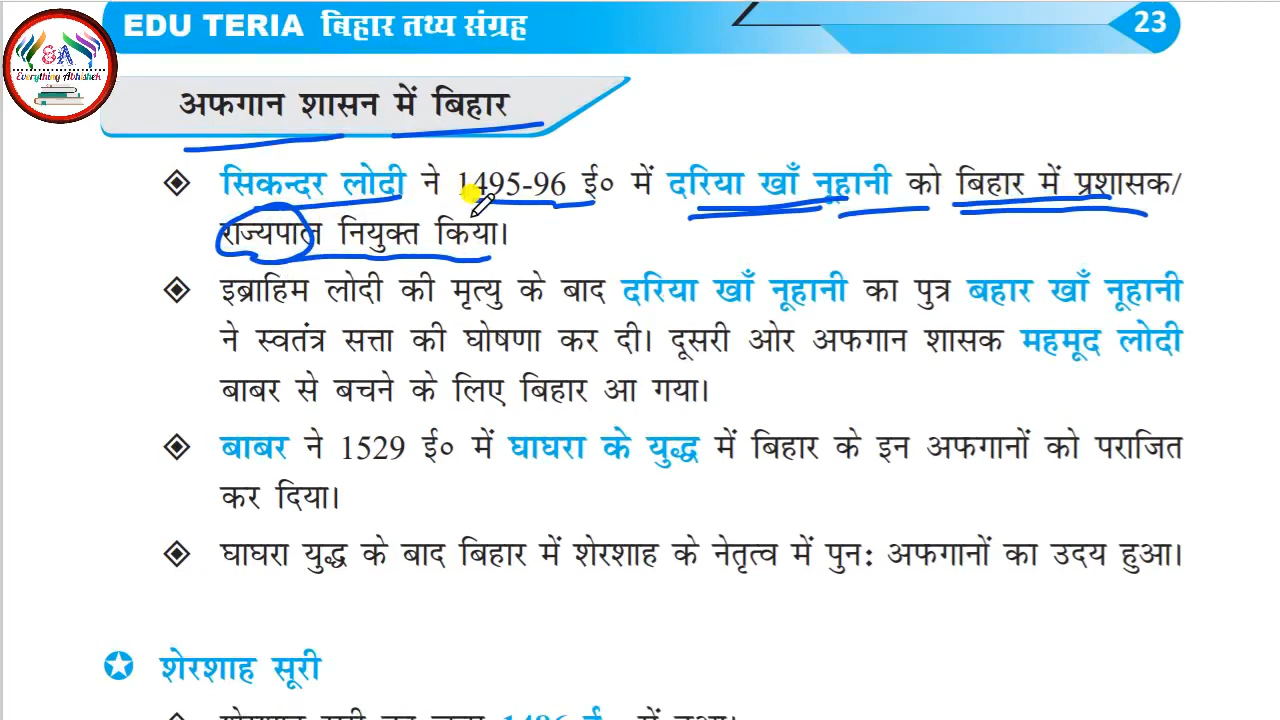 EDU TERIA बिहार तथ्य संग्रह
23
&A
Everything Abhishek
अफगान शासन में बिहार
सिकन्दर लोदी ने 1495-96 ई० में दरिया खाँ नूहानी को बिहार में प्रशासक/
राज्यपाल नियुक्त किया।
इब्राहिम लोदी की मृत्यु के बाद दरिया खाँ नूहानी का पुत्र बहार खाँ नूहानी
ने स्वतंत्र सत्ता की घोषणा कर दी। दूसरी ओर अफगान शासक महमूद लोदी
बाबर से बचने के लिए बिहार आ गया।
बाबर ने 1529 ई० में घाघरा के युद्ध में बिहार के इन अफगानों को पराजित
कर दिया।
घाघरा युद्ध के बाद बिहार में शेरशाह के नेतृत्व में पुनः अफगानों का उदय हुआ।
शेरशाह सूरी